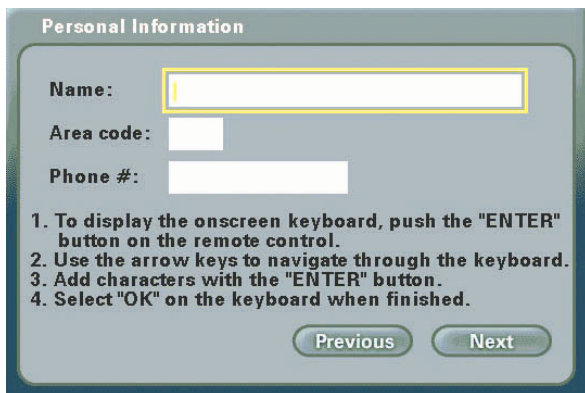 Personal Information
Name:
Area code:
Phone #:
1. To display the onscreen keyboard, push the "ENTER"
button on the remote control.
2. Use the arrow keys to navigate through the keyboard.
3. Add characters with the "ENTER" button.
4. Select "OK" on the keyboard when finished.
Previous Next